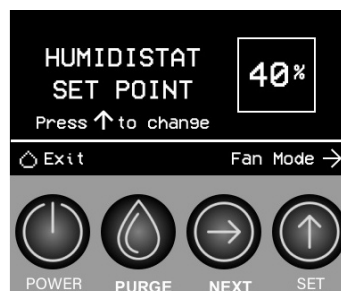 HUMIDISTAT
SET POINT
40%
Press ↑ to change
Exit
Fan Mode →
POWER
PURGE
NEXT
SET